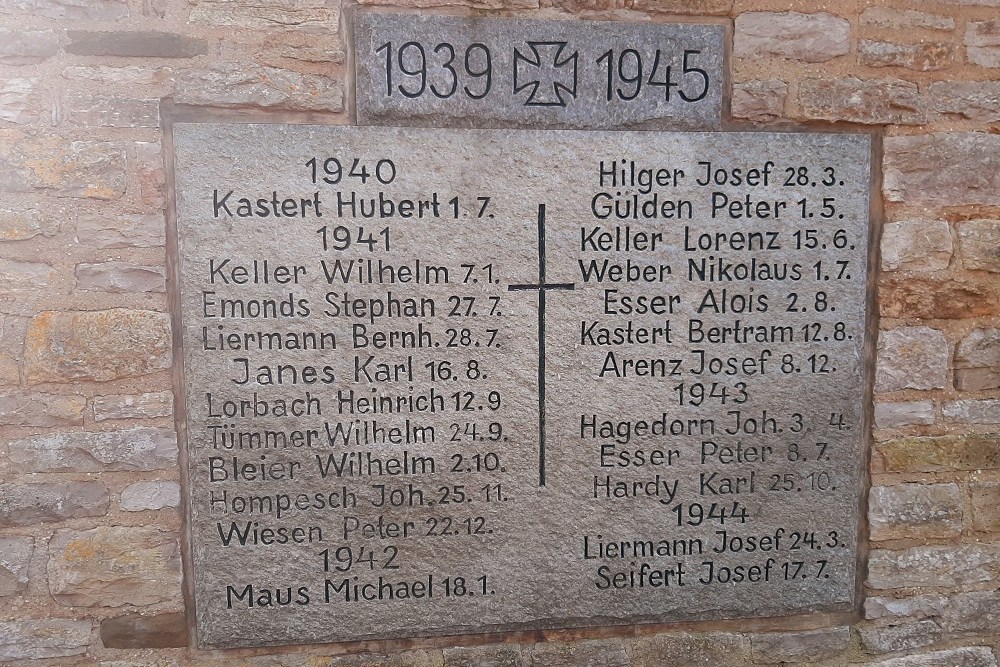 1939 1945
1940
Kastert Hubert 1. 7.
1941
Keller Wilhelm 7.1.
Emonds Stephan 27. 7.
Liermann Bernh. 28. 7.
Janes Karl 16. 8.
Lorbach Heinrich 12. 9
Tümmer Wilhelm 24. 9.
Bleier Wilhelm 2.10.
Hompesch Joh. 25. 11.
Wiesen Peter 22.12.
1942
Maus Michael 18.1.
Hilger Josef 28. 3.
Gülden Peter 1. 5.
Keller Lorenz 15. 6.
Weber Nikolaus 1. 7.
Esser Alois 2. 8.
Kastert Bertram 12. 8.
Arenz Josef 8. 12.
1943
Hagedorn Joh. 3. 4.
Esser Peter 8. 7.
Hardy Karl 25.10.
1944
Liermann Josef 24. 3.
Seifert Josef 17. 7.